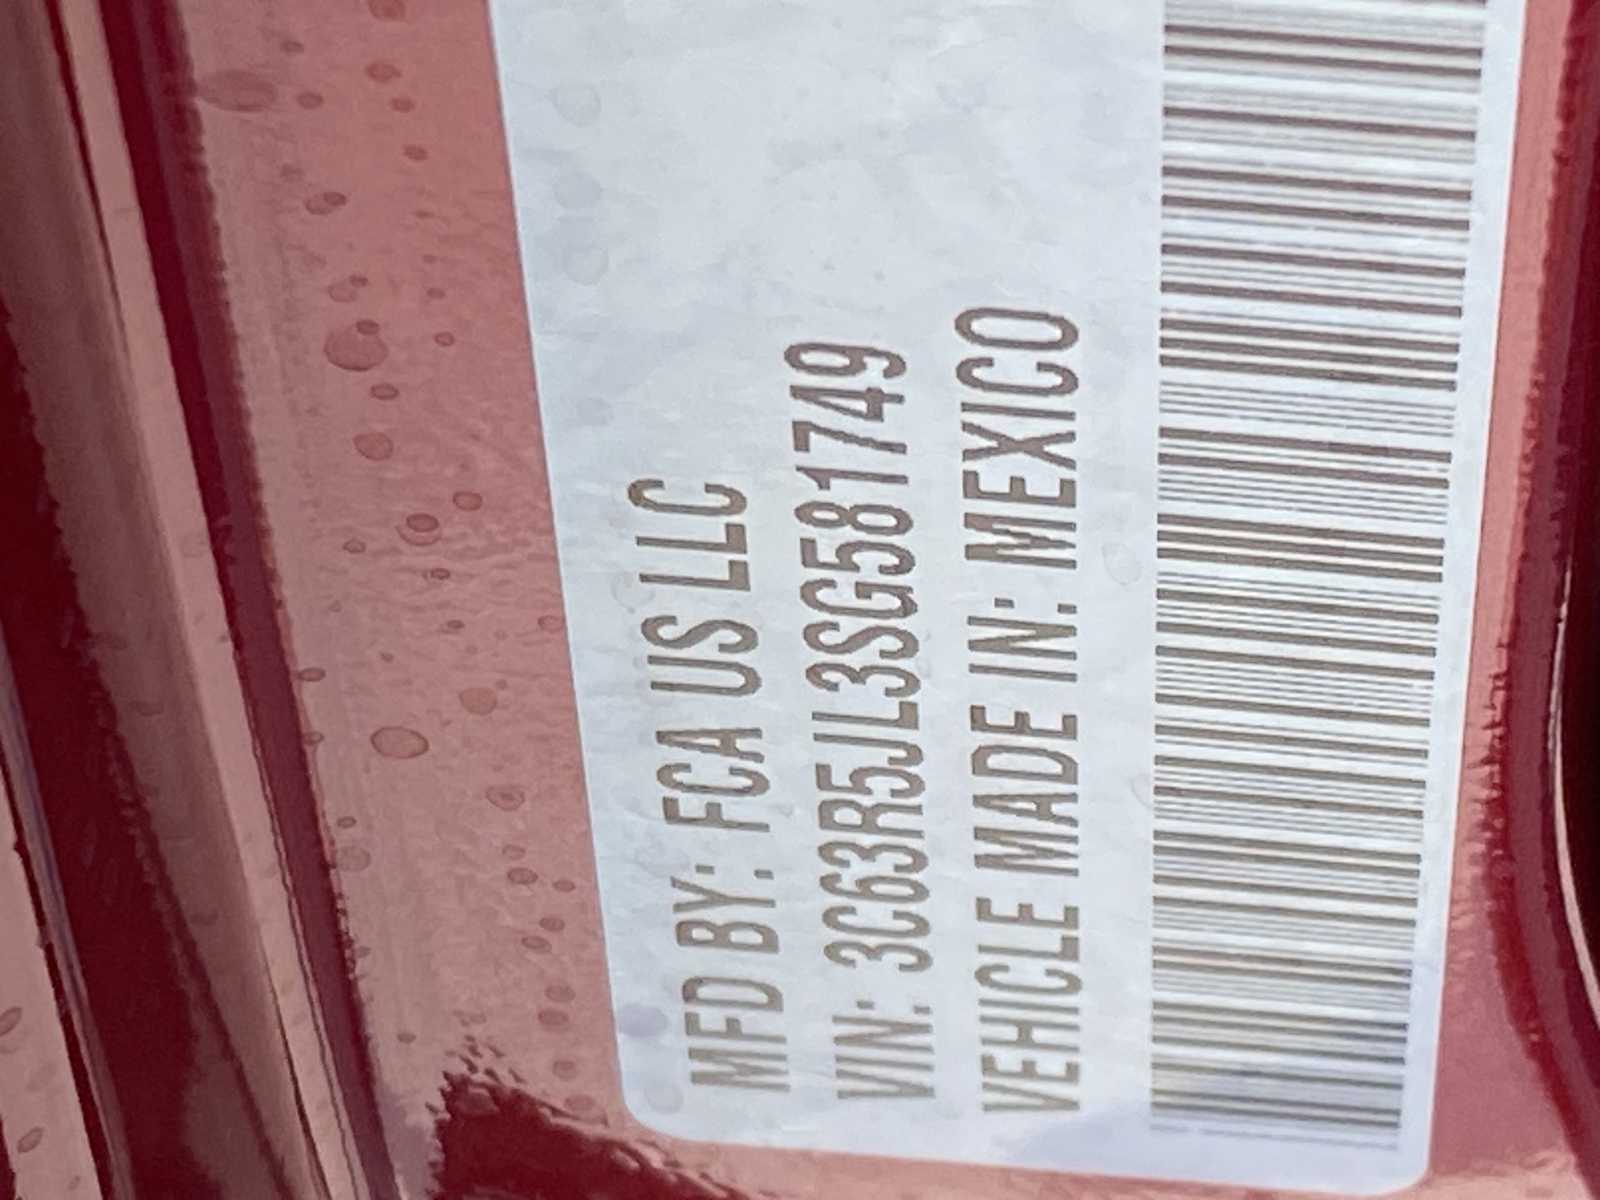 MFD BY: FCA US LLC
VIN: 3C63R5JL3SG581749
VEHICLE MADE IN: MEXICO